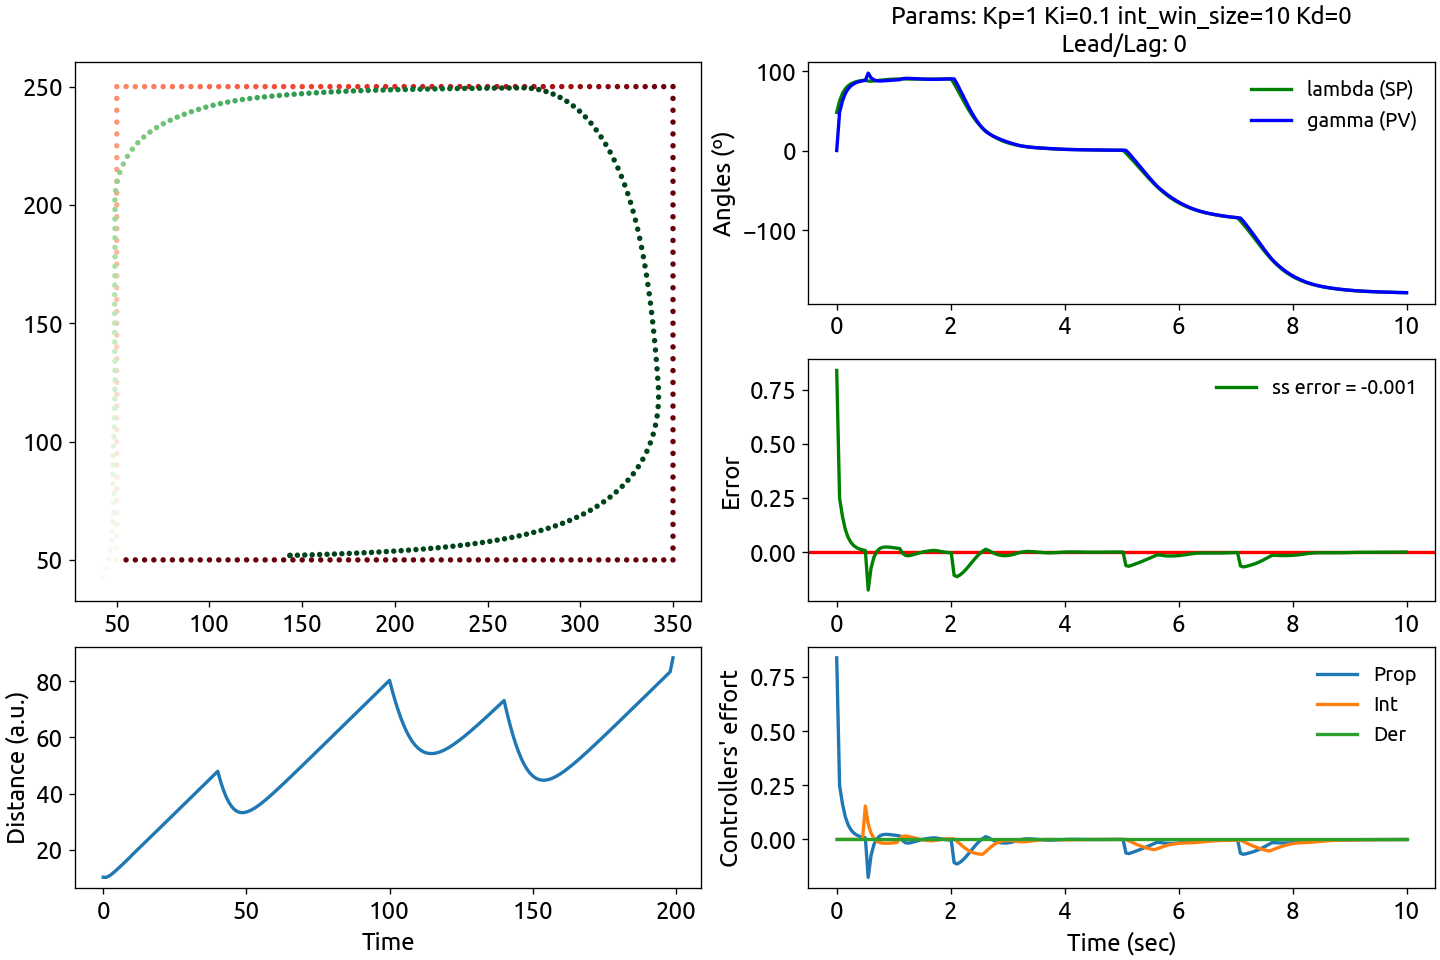 Params: Kp=1 Ki=0.1 int_win_size=10 Kd=0
Lead/Lag: 0
250
200
150
100
50
50 100 150 200 250 300 350
Angles (º)
100
0
−100
lambda (SP)
gamma (PV)
0 2 4 6 8 10
Error
0.75
0.50
0.25
0.00
ss error = -0.001
0 2 4 6 8 10
Distance (a.u.)
80
60
40
20
0 50 100 150 200
Time
Controllers' effort
0.75
0.50
0.25
0.00
Prop
Int
Der
0 2 4 6 8 10
Time (sec)